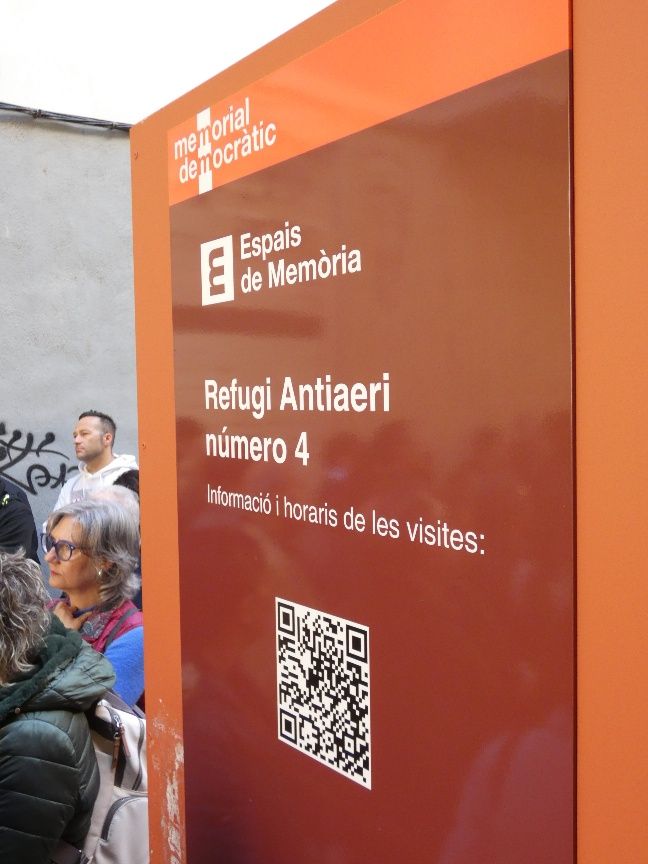 memorial
democràtic
Espais
de Memòria
Refugi Antiaeri
número 4
Informació i horaris de les visites: